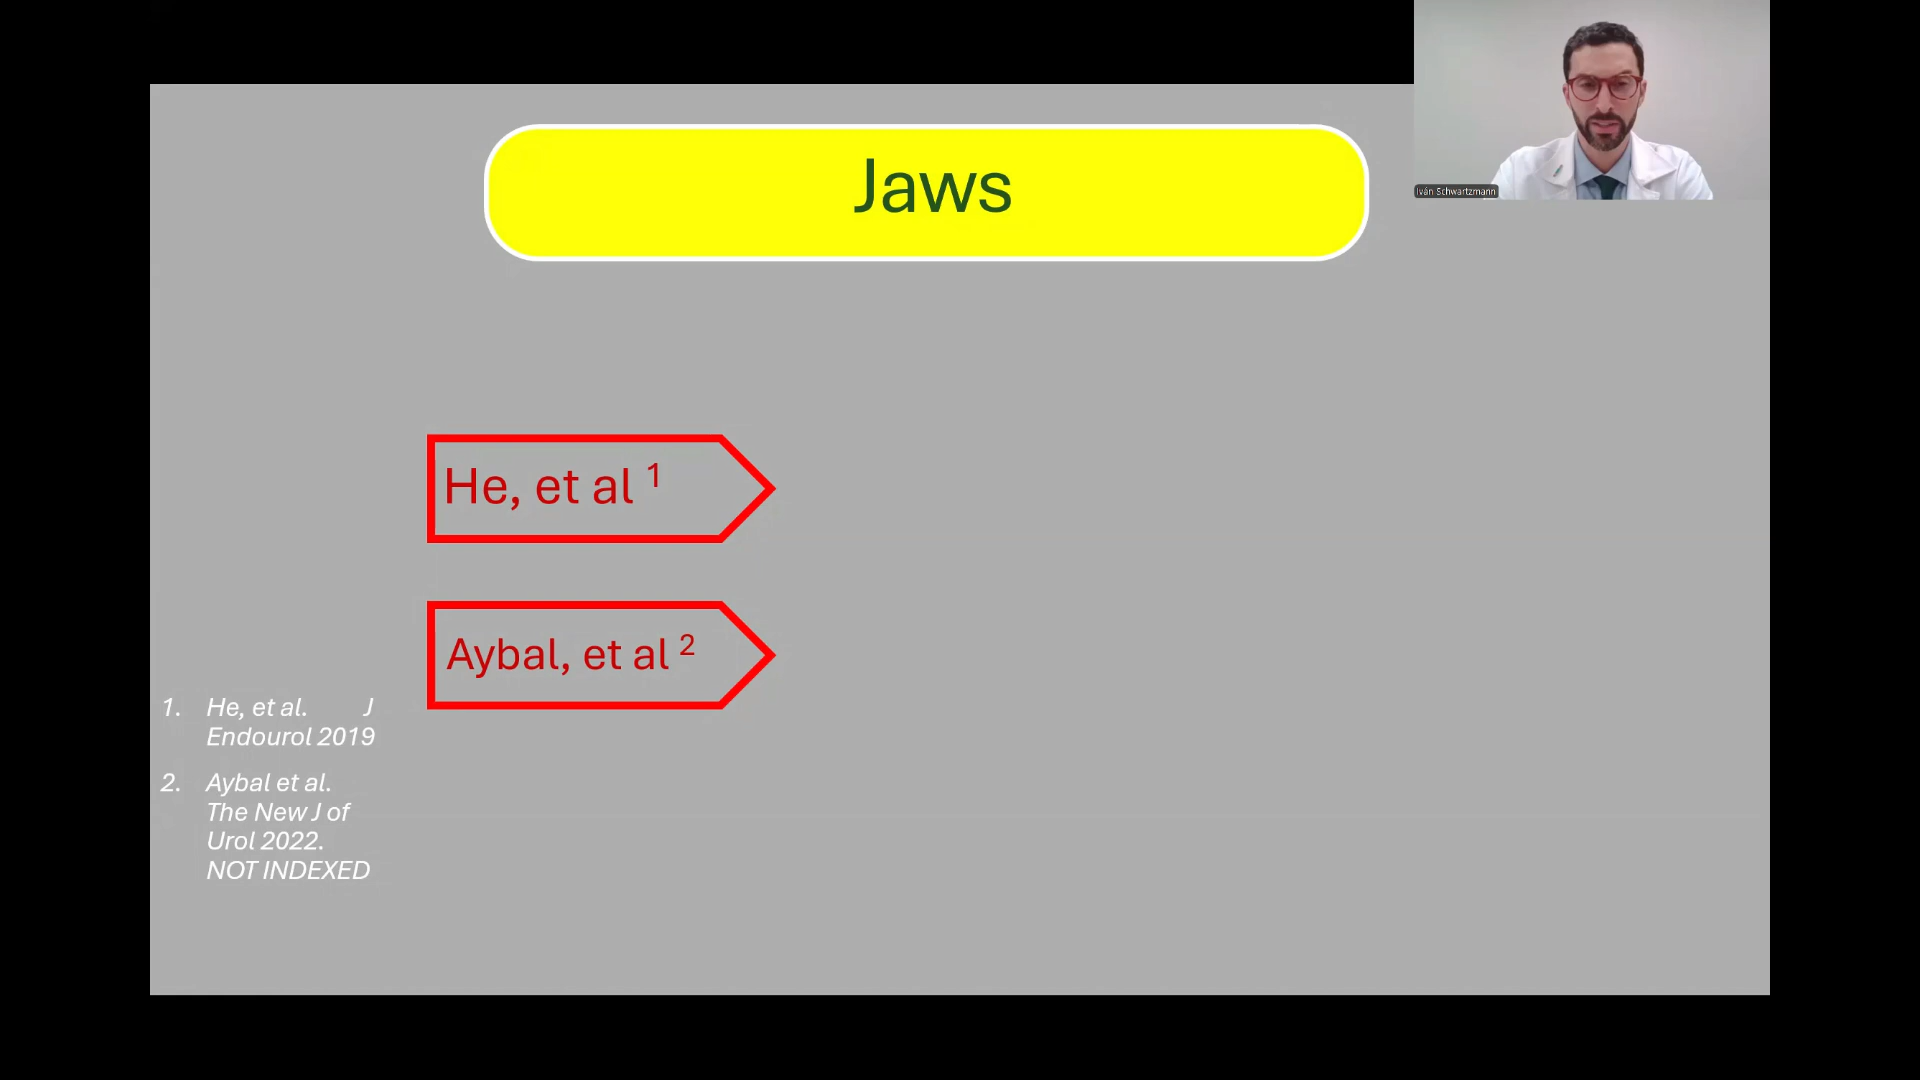 Jaws
Iván Schwartzmann
He, et al 1
Aybal, et al 2
1. He, et al. J
Endourol 2019
2. Aybal et al.
The New J of
Urol 2022.
NOT INDEXED